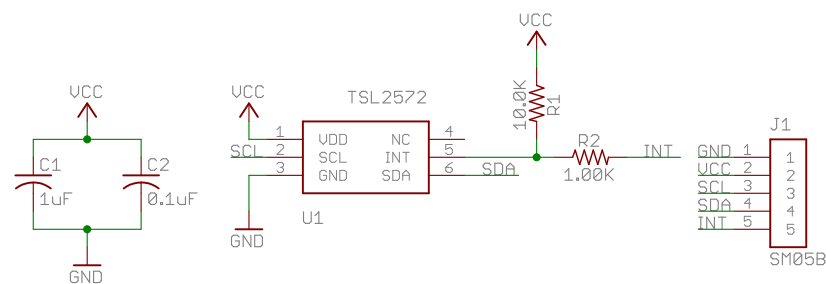 VCC
C1
1uF
C2
0.1uF
GND
VCC
TSL2572
SCL
1
2
3
VDD
SCL
GND
NC
INT
SDA
4
5
6
SDA
U1
GND
VCC
10.0K
R1
R2
1.00K
INT
J1
GND 1 1
VCC 2 2
SCL 3 3
SDA 4 4
INT 5 5
SM05B